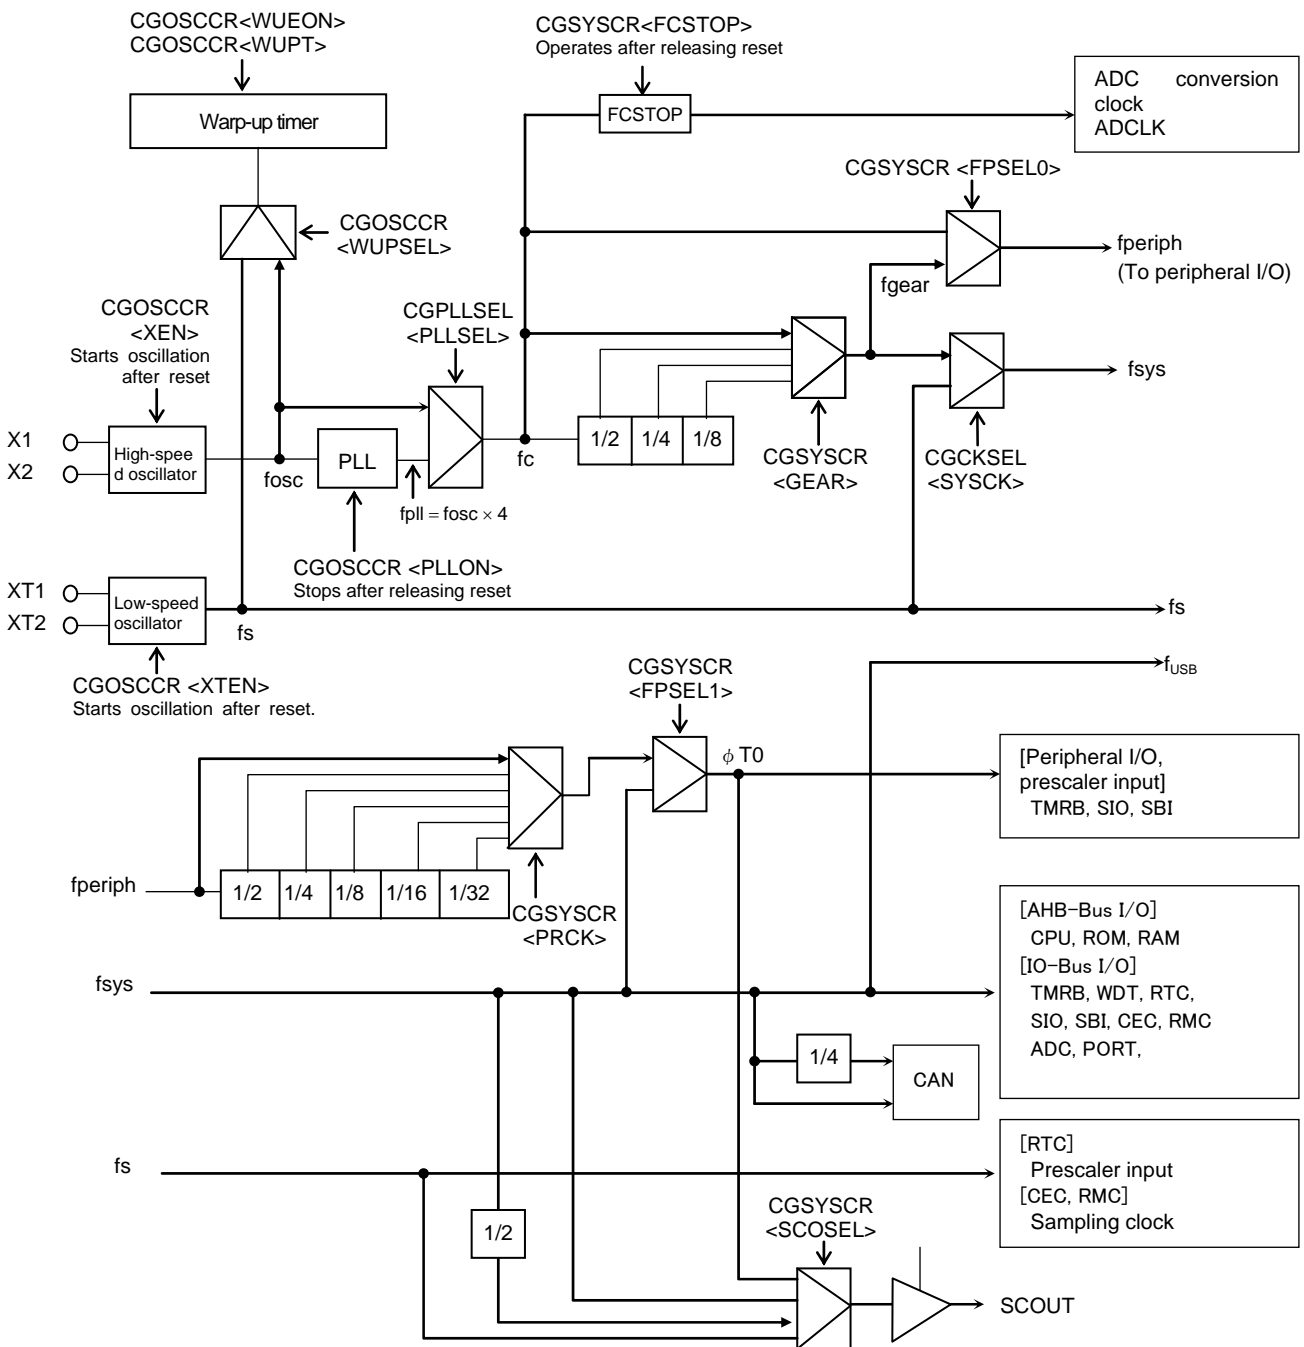 CGOSCCR<WUEON>
CGOSCCR<WUPT>
CGSYSCR<FCSTOP>
Operates after releasing reset
Warp-up timer
FCSTOP
ADC conversion
clock
ADCLK
CGSYSCR <FPSEL0>
CGOSCCR
<WUPSEL>
fperiph
(To peripheral I/O)
fgear
CGOSCCR
<XEN>
Starts oscillation
after reset
CGPLLSEL
<PLLSEL>
fsys
X1
X2
High-spee
d oscillator
fosc
PLL
fpll = fosc × 4
fc
1/2
1/4
1/8
CGSYSCR
<GEAR>
CGCKSEL
<SYSCK>
CGOSCCR <PLLON>
Stops after releasing reset
XT1
XT2
Low-speed
oscillator
fs
fs
CGOSCCR <XTEN>
Starts oscillation after reset.
CGSYSCR
<FPSEL1>
fUSB
ϕ T0
[Peripheral I/O,
prescaler input]
TMRB, SIO, SBI
fperiph
1/2
1/4
1/8
1/16
1/32
CGSYSCR
<PRCK>
fsys
[AHB-Bus I/O]
CPU, ROM, RAM
[IO-Bus I/O]
TMRB, WDT, RTC,
SIO, SBI, CEC, RMC
ADC, PORT,
1/4
CAN
fs
[RTC]
Prescaler input
[CEC, RMC]
Sampling clock
1/2
CGSYSCR
<SCOSEL>
SCOUT